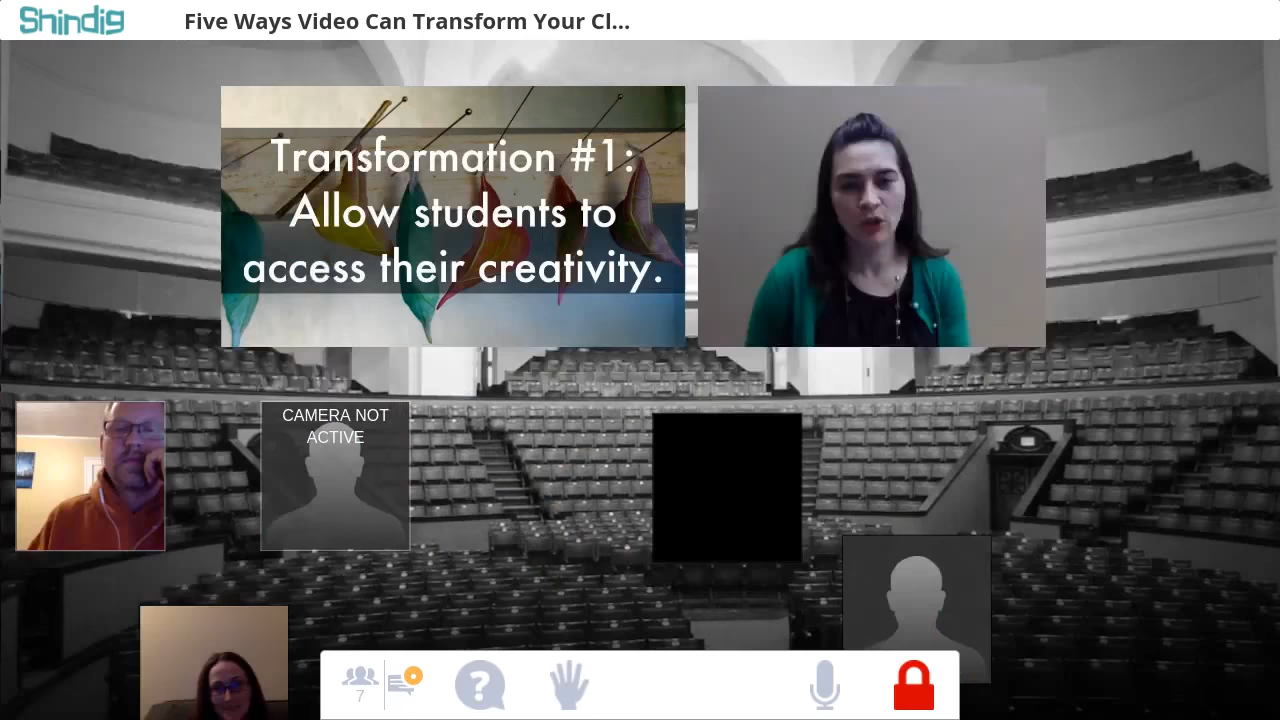 Shindig
Five Ways Video Can Transform Your Cl...
Transformation #1:
Allow students to
access their creativity.
CAMERA NOT
ACTIVE
7
?